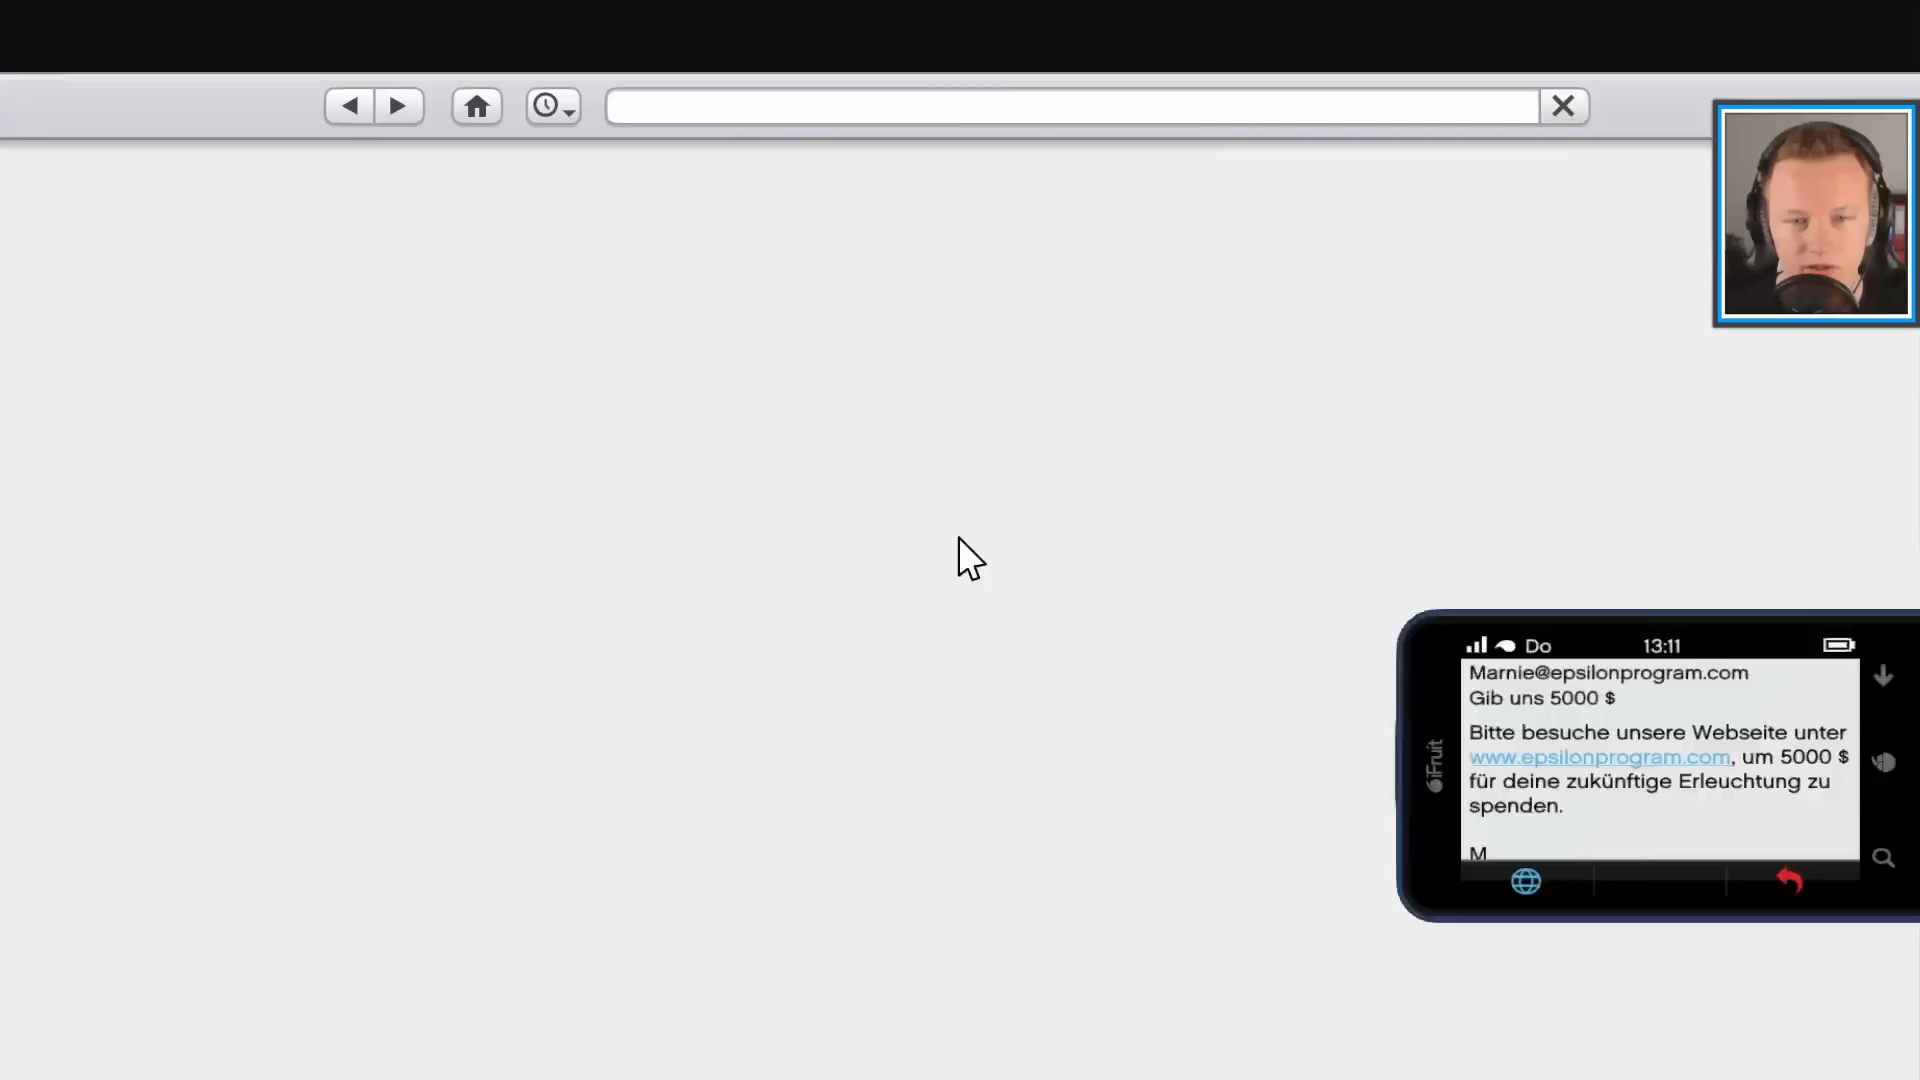 Do 13:11
Marnie@epsilonprogram.com
Gib uns 5000 $
Bitte besuche unsere Webseite unter
www.epsilonprogram.com, um 5000 $
für deine zukünftige Erleuchtung zu
spenden.
M
iFruit